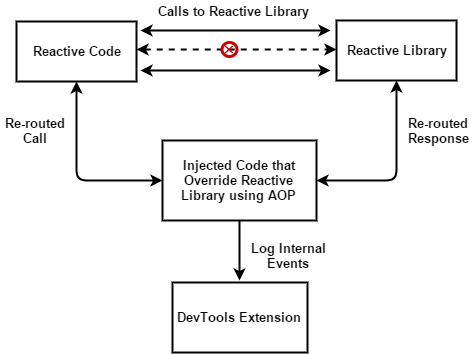 Calls to Reactive Library
Reactive Code
Reactive Library
Re-routed
Call
Re-routed
Response
Injected Code that
Override Reactive
Library using AOP
Log Internal
Events
DevTools Extension